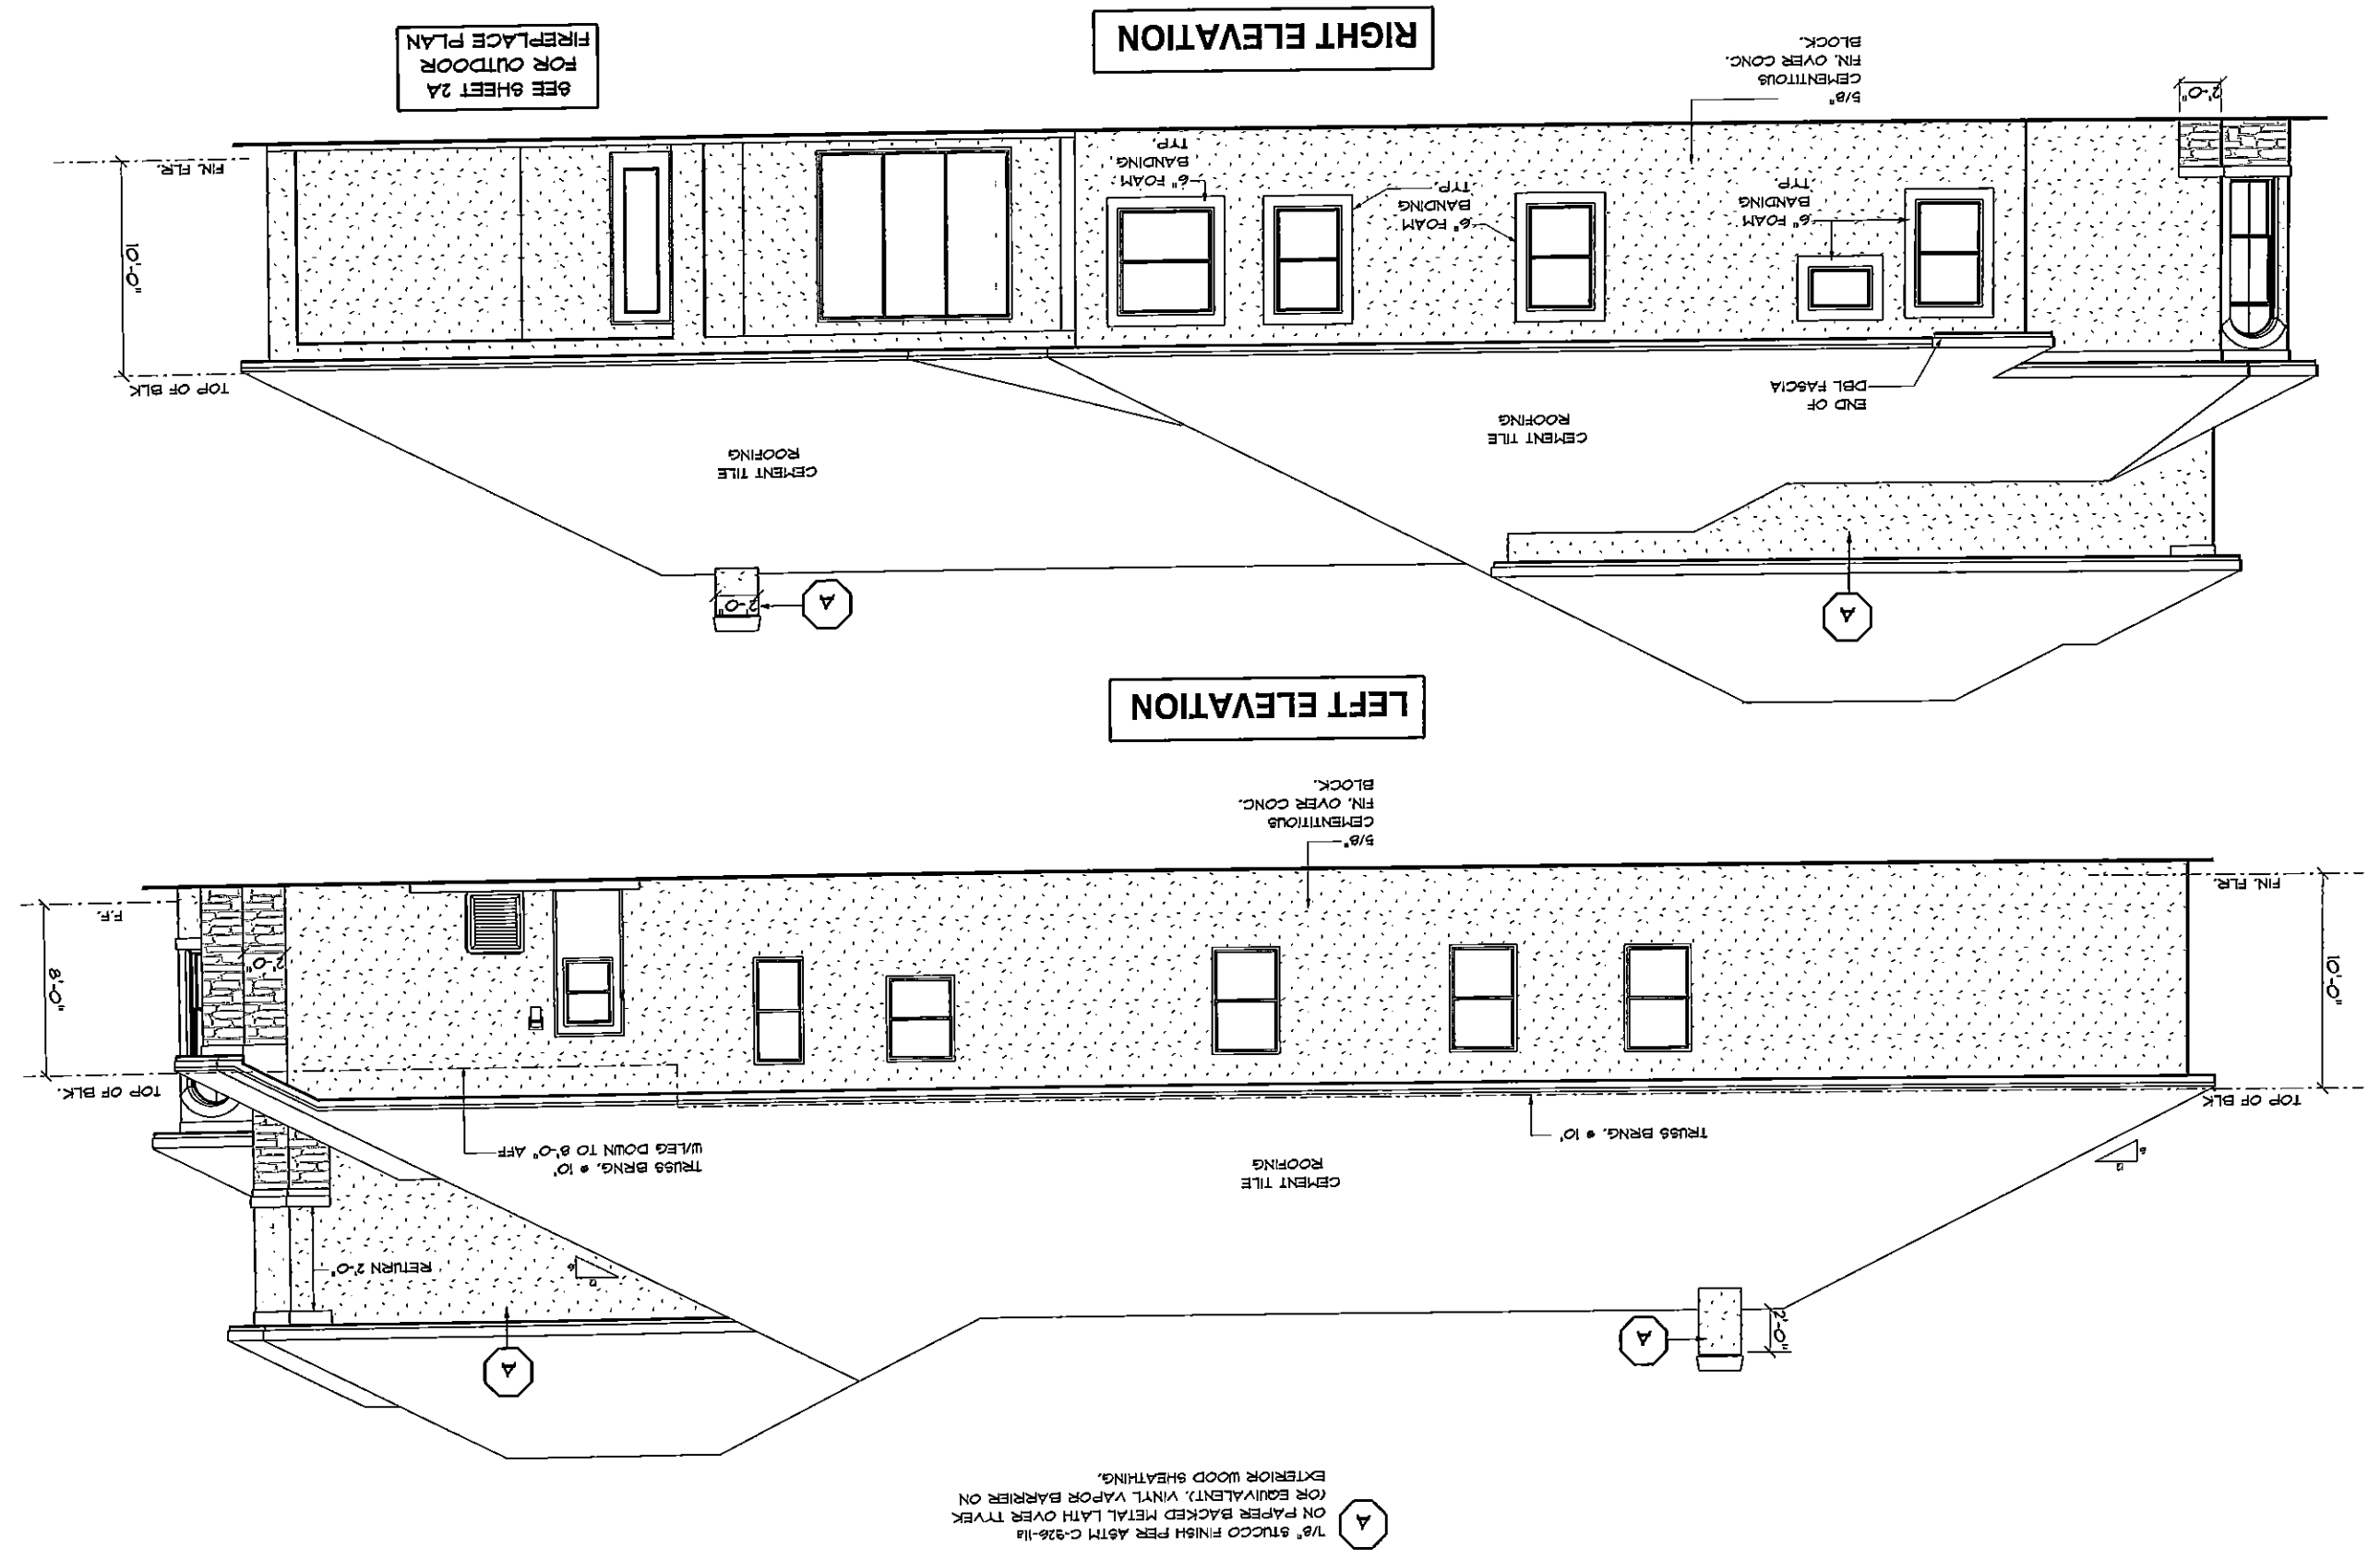 7/8" STUCCO FINISH PER ASTM C-926-11a
ON PAPER BACKED METAL LATH OVER TYVEK
(OR EQUIVALENT), VINYL VAPOR BARRIER ON
EXTERIOR WOOD SHEATHING.
A
A
A
2'-0"
RETURN 2'-0"
12
6
12
6
CEMENT TILE
ROOFING
TRUSS BRNG. @ 10'
TRUSS BRNG. @ 10'
W/LEG DOWN TO 8'-0" AFF
TOP OF BLK
TOP OF BLK.
10'-0"
8'-0"
2'-0"
FIN. FLR.
F.F.
5/8"
CEMENTITIOUS
FIN. OVER CONC.
BLOCK.
LEFT ELEVATION
A
A
2'-0"
CEMENT TILE
ROOFING
CEMENT TILE
ROOFING
END OF
DBL FASCIA
TOP OF BLK
10'-0"
6" FOAM
BANDING
TYP
6" FOAM
BANDING
TYP.
6" FOAM
BANDING
TYP
FIN. FLR.
2'-0"
5/8"
CEMENTITIOUS
FIN. OVER CONC.
BLOCK.
RIGHT ELEVATION
SEE SHEET 2A
FOR OUTDOOR
FIREPLACE PLAN